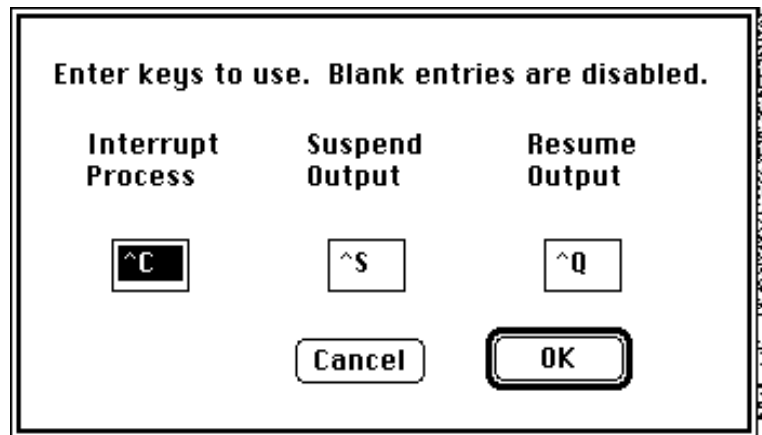 Enter keys to use.  Blank entries are disabled.
Interrupt Process
Suspend Output
Resume Output
^C
^S
^Q
Cancel
OK